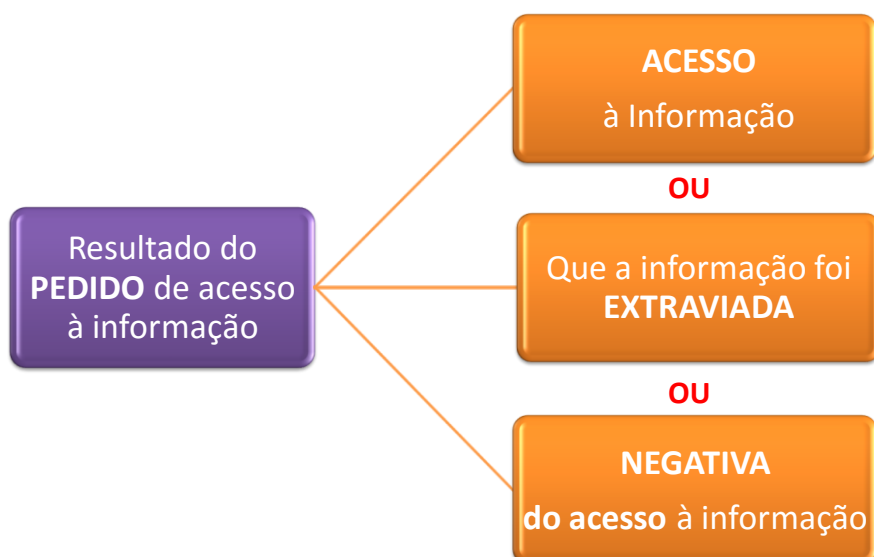 ACESSO
à Informação
OU
Resultado do
PEDIDO de acesso
à informação
Que a informação foi
EXTRAVIADA
OU
NEGATIVA
do acesso à informação